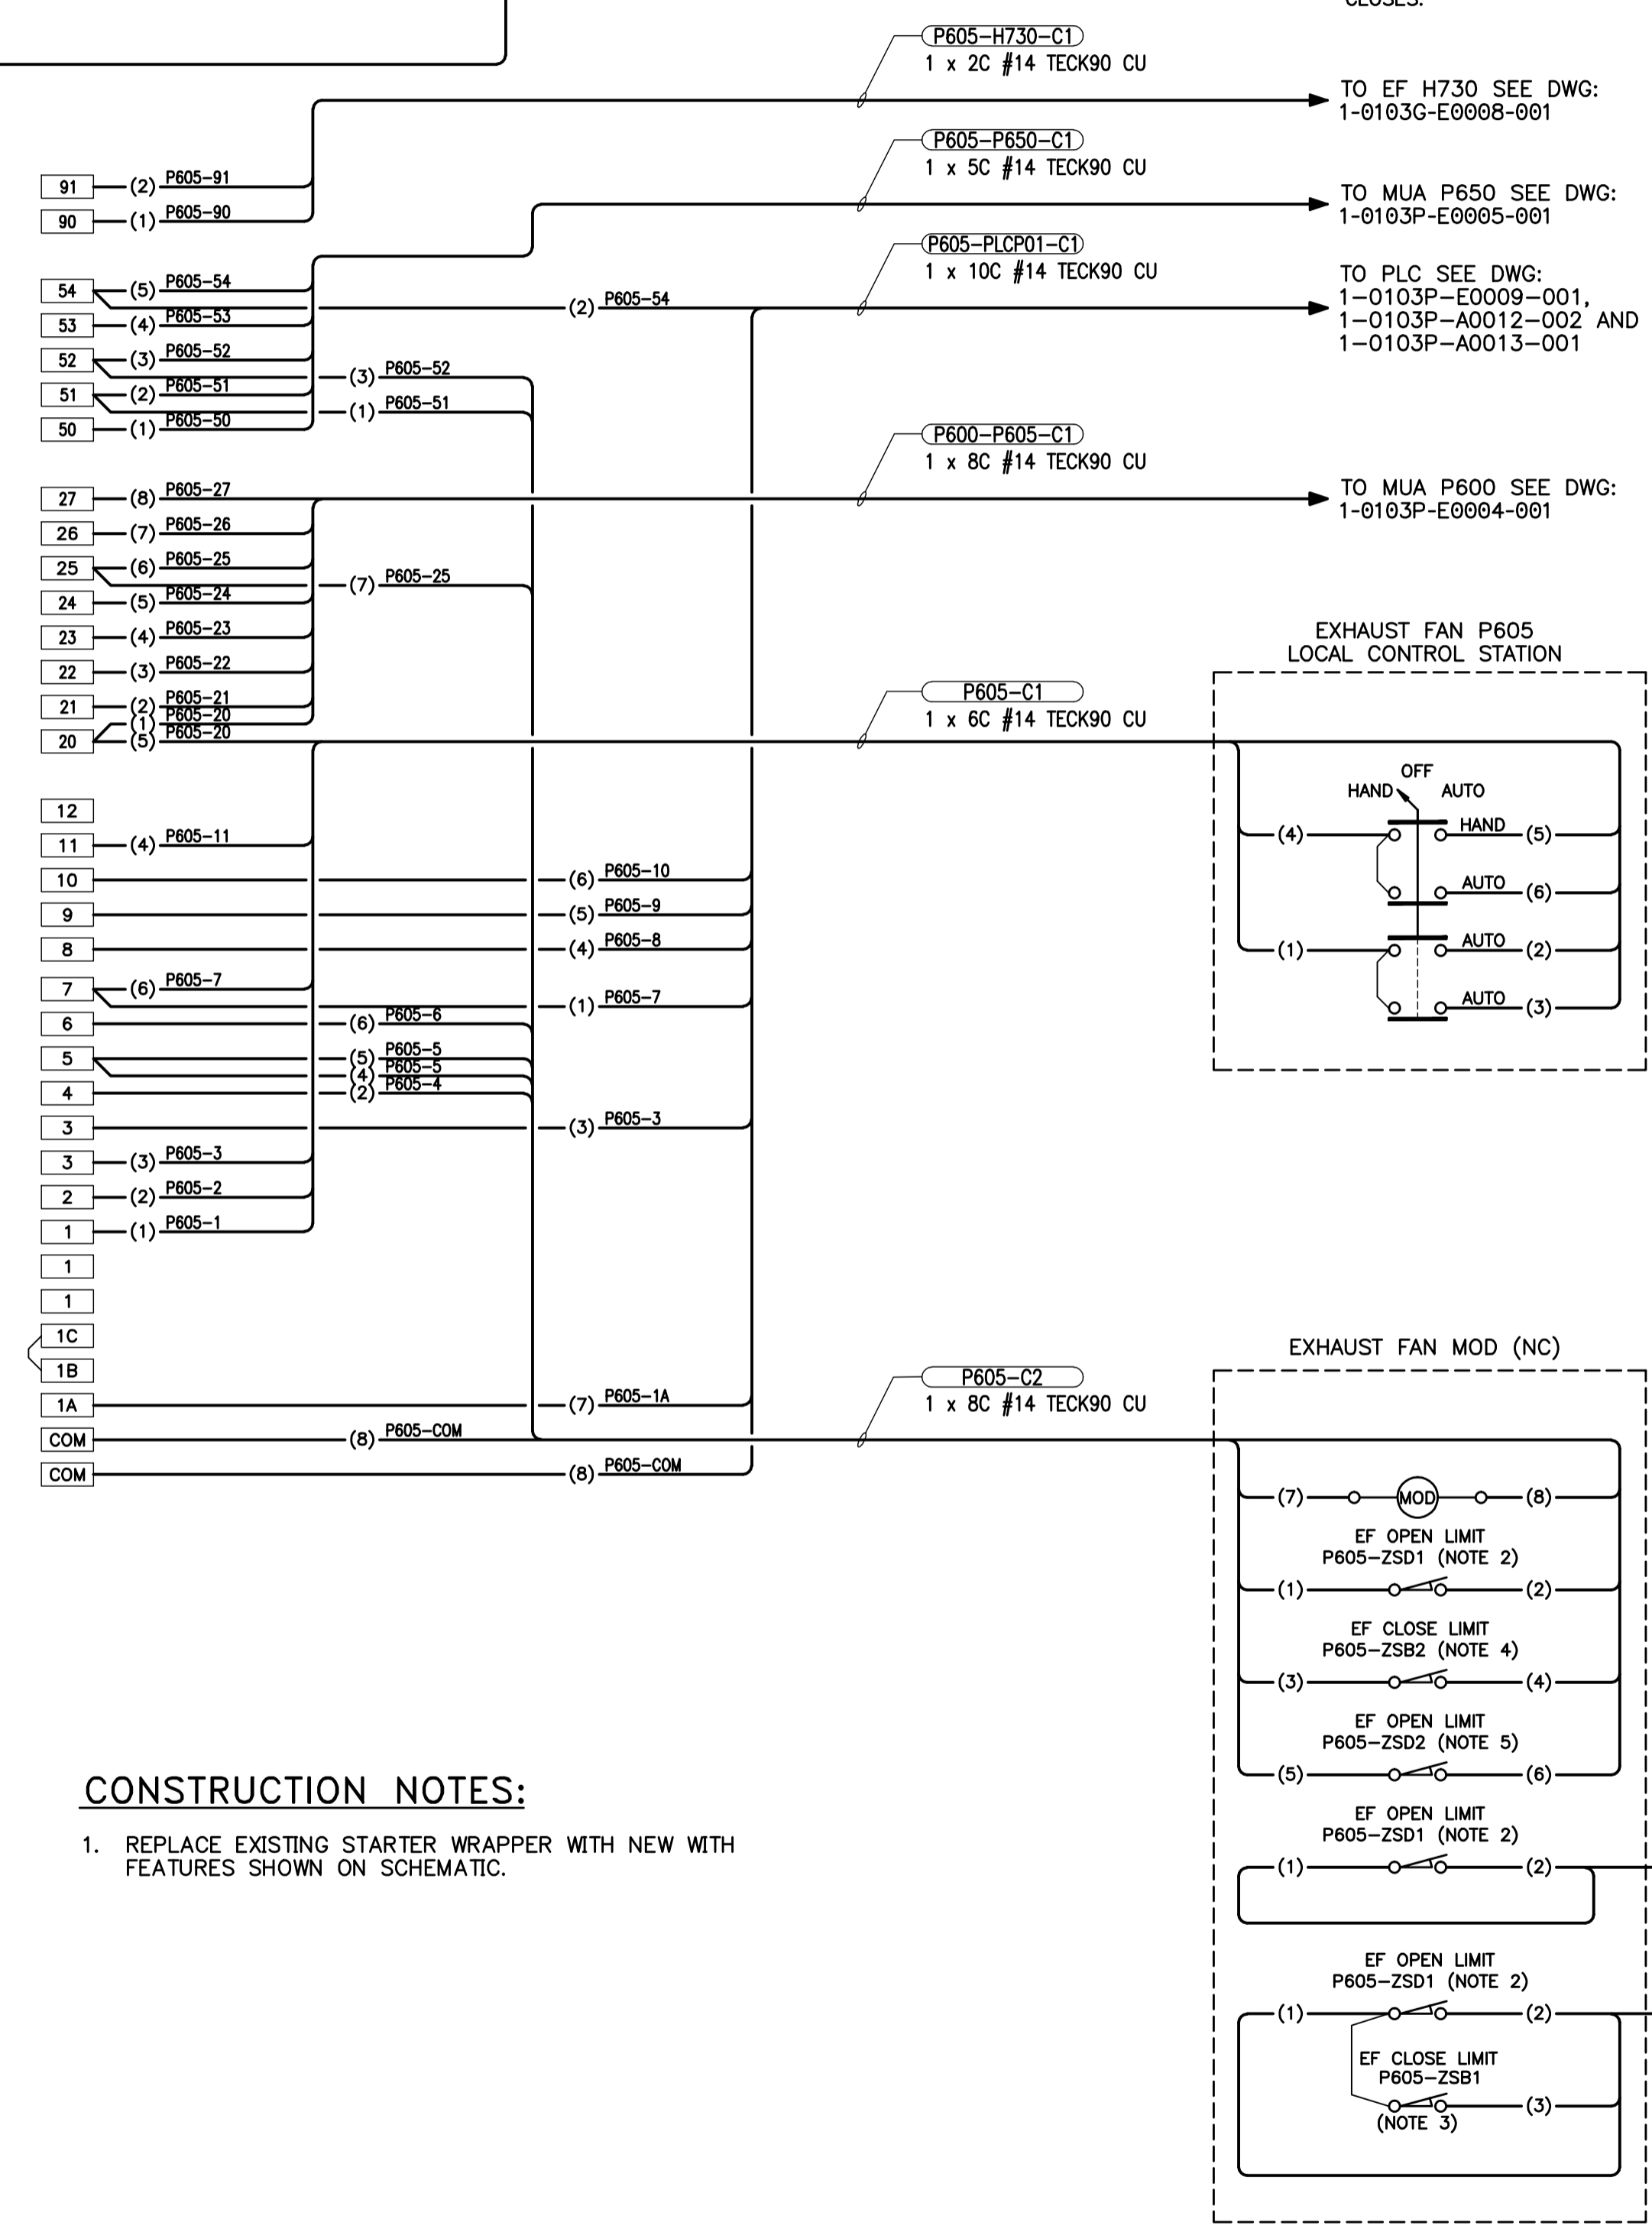 CLOSES.
P605-H730-C1
1 x 2C #14 TECK90 CU
TO EF H730 SEE DWG:
1-0103G-E0008-001
91 (2) P605-91
90 (1) P605-90
P605-P650-C1
1 x 5C #14 TECK90 CU
TO MUA P650 SEE DWG:
1-0103P-E0005-001
P605-PLCP01-C1
1 x 10C #14 TECK90 CU
TO PLC SEE DWG:
1-0103P-E0009-001,
1-0103P-A0012-002 AND
1-0103P-A0013-001
54 (5) P605-54
(2) P605-54
53 (4) P605-53
52 (3) P605-52
(3) P605-52
51 (2) P605-51
(1) P605-51
50 (1) P605-50
P600-P605-C1
1 x 8C #14 TECK90 CU
TO MUA P600 SEE DWG:
1-0103P-E0004-001
27 (8) P605-27
26 (7) P605-26
25 (6) P605-25
(7) P605-25
24 (5) P605-24
23 (4) P605-23
22 (3) P605-22
21 (2) P605-21
(1) P605-20
20 (5) P605-20
P605-C1
1 x 6C #14 TECK90 CU
EXHAUST FAN P605
LOCAL CONTROL STATION
OFF
HAND AUTO
(4) HAND (5)
AUTO (6)
(1) AUTO (2)
AUTO (3)
12
11 (4) P605-11
10 (6) P605-10
9 (5) P605-9
8 (4) P605-8
7 (6) P605-7
(1) P605-7
6 (6) P605-6
5 (5) P605-5
(4) P605-5
4 (2) P605-4
3 (3) P605-3
3 (3) P605-3
2 (2) P605-2
1 (1) P605-1
1
1
1C
1B
1A (7) P605-1A
COM (8) P605-COM
COM (8) P605-COM
P605-C2
1 x 8C #14 TECK90 CU
EXHAUST FAN MOD (NC)
(7) MOD (8)
EF OPEN LIMIT
P605-ZSD1 (NOTE 2)
(1) (2)
EF CLOSE LIMIT
P605-ZSB2 (NOTE 4)
(3) (4)
EF OPEN LIMIT
P605-ZSD2 (NOTE 5)
(5) (6)
EF OPEN LIMIT
P605-ZSD1 (NOTE 2)
(1) (2)
EF OPEN LIMIT
P605-ZSD1 (NOTE 2)
(1) (2)
EF CLOSE LIMIT
P605-ZSB1
(3)
(NOTE 3)
CONSTRUCTION NOTES:
1. REPLACE EXISTING STARTER WRAPPER WITH NEW WITH
FEATURES SHOWN ON SCHEMATIC.